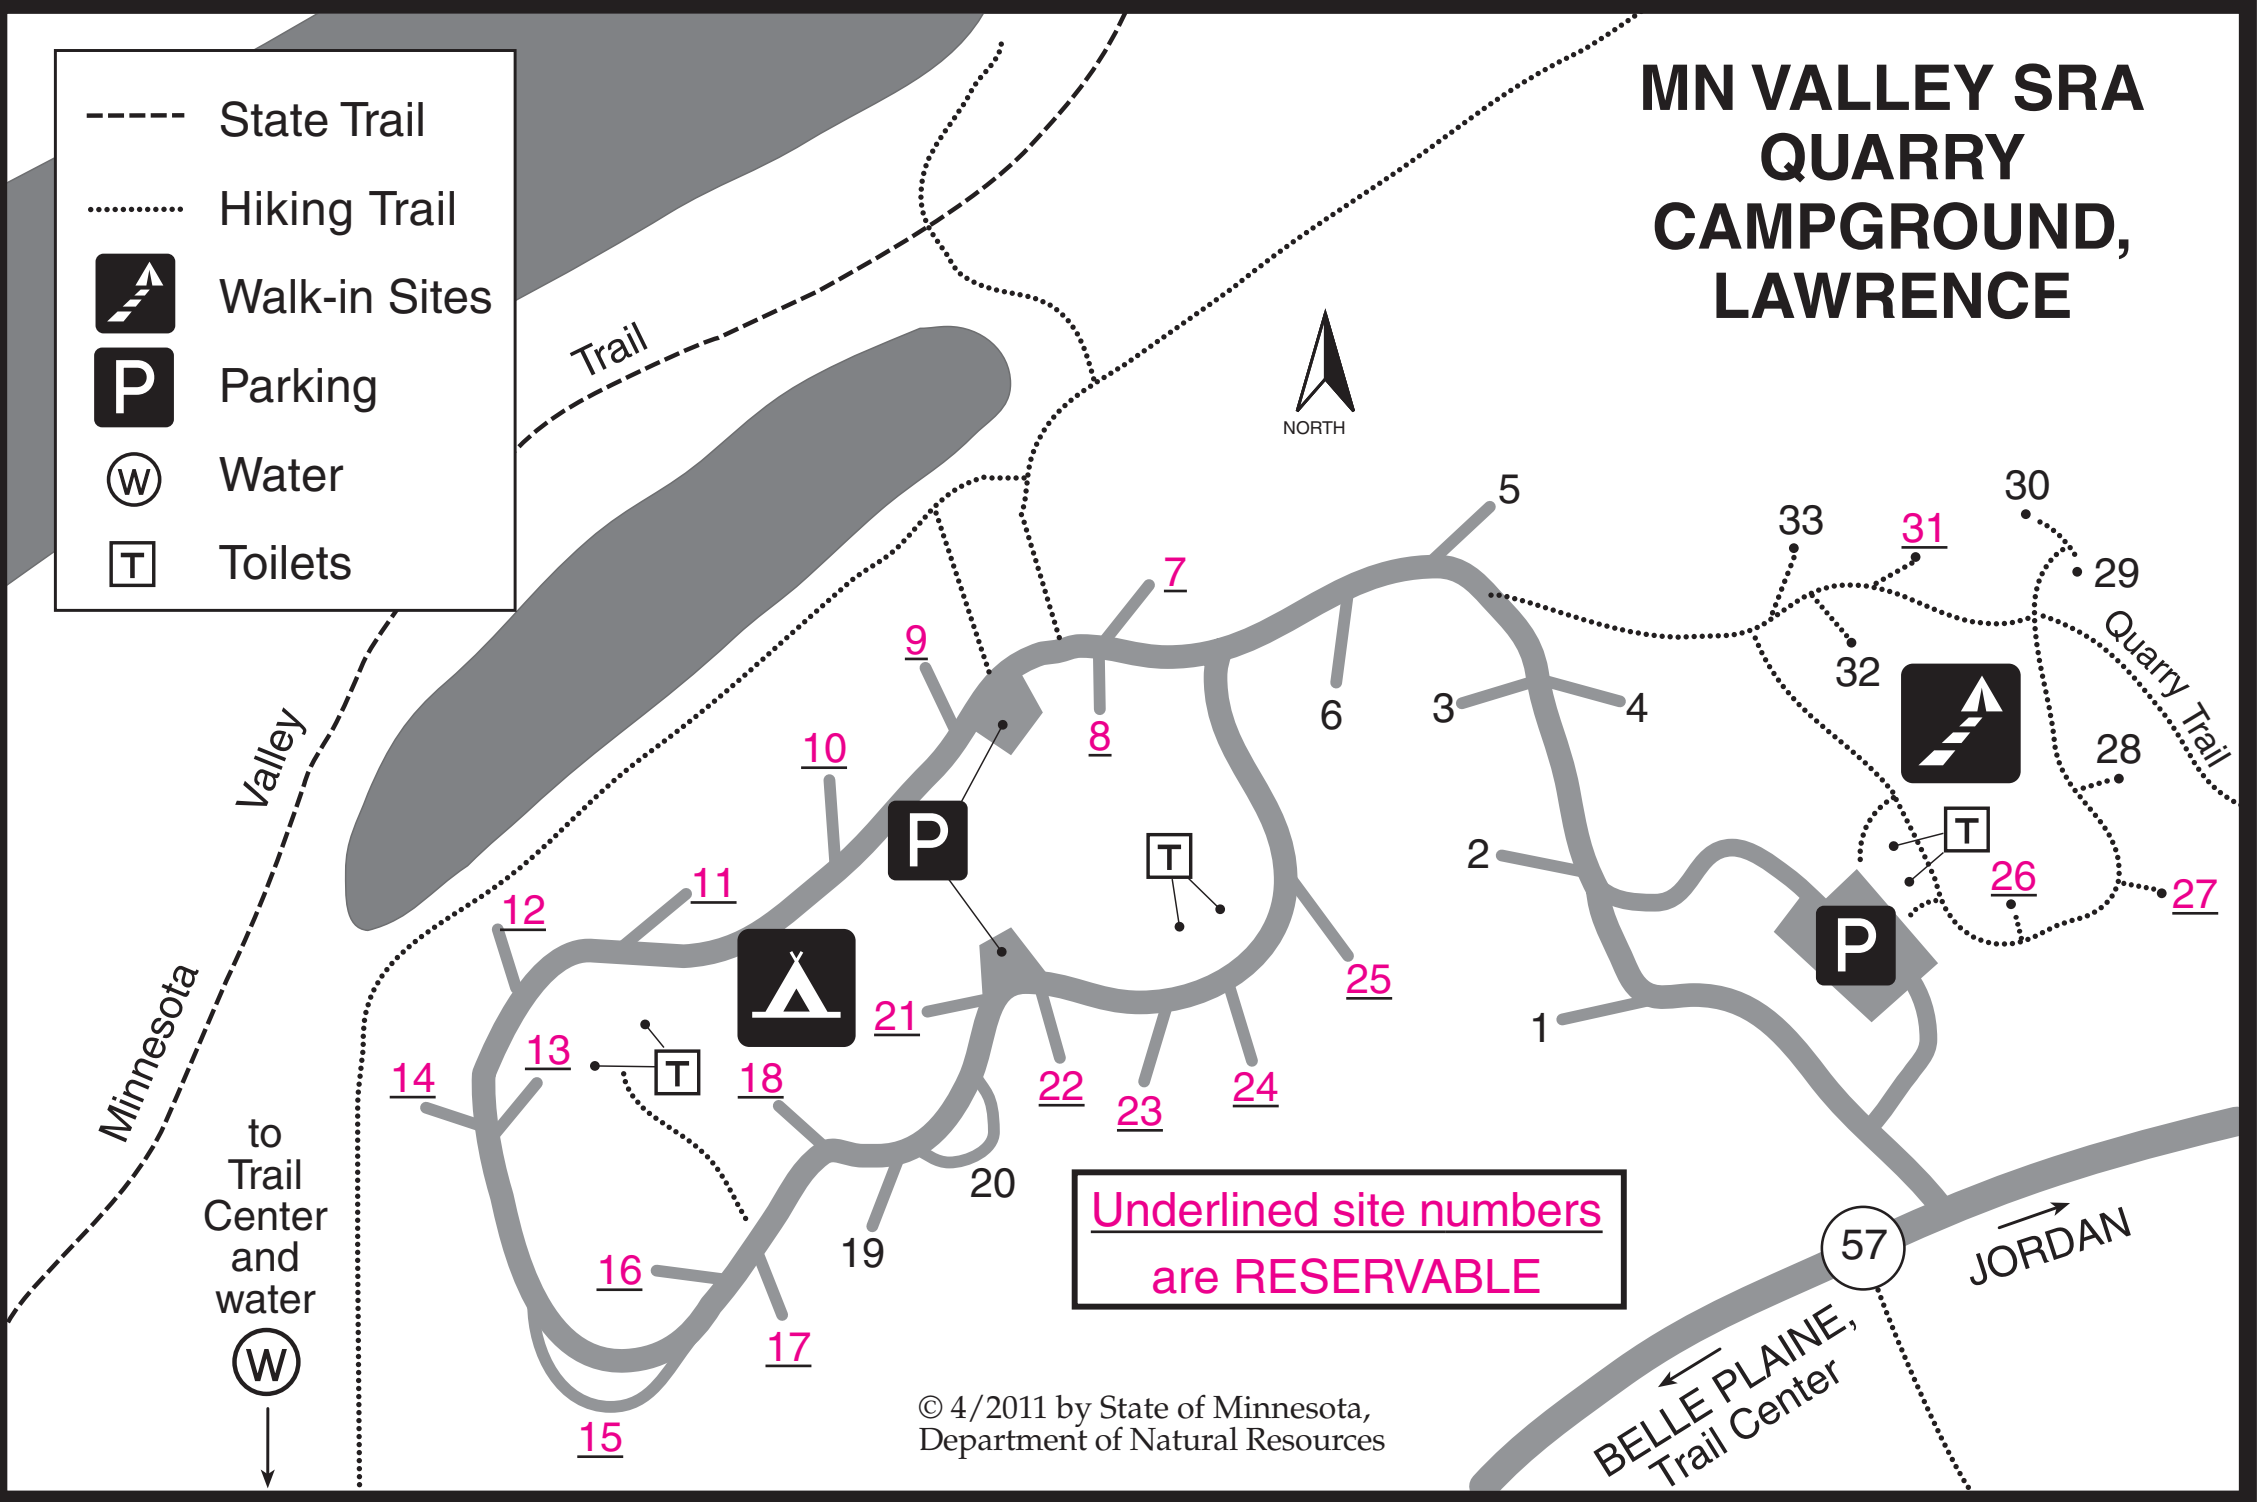 MN VALLEY SRA
QUARRY
CAMPGROUND,
LAWRENCE
State Trail
Hiking Trail
Walk-in Sites
P
Parking
W
Water
T
Toilets
Trail
Valley
Minnesota
NORTH
5
7
9
8
10
11
12
6
3
4
2
1
33
31
30
29
32
28
Quarry Trail
T
26
27
P
P
T
25
21
22
23
24
13
14
T
18
20
19
16
17
15
to
Trail
Center
and
water
W
Underlined site numbers
are RESERVABLE
57
JORDAN
BELLE PLAINE,
Trail Center
© 4/2011 by State of Minnesota,
Department of Natural Resources